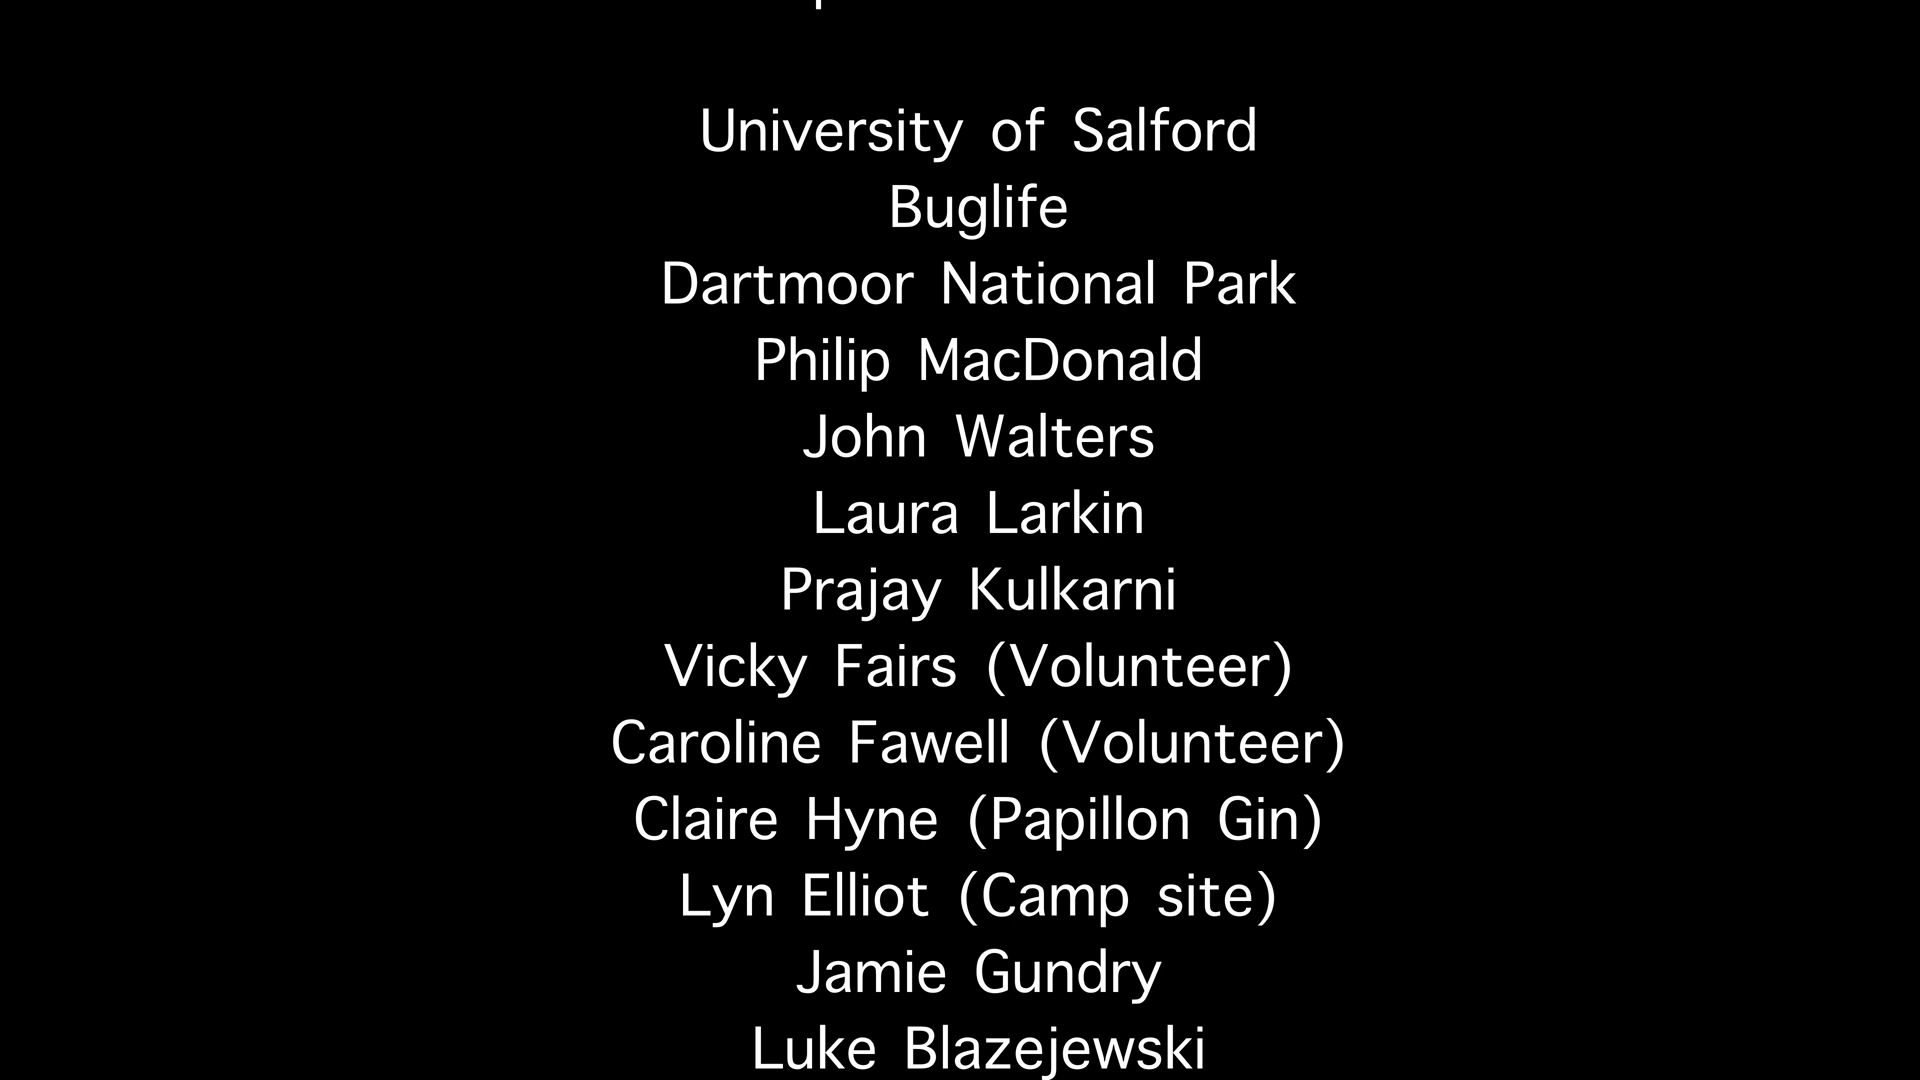 University of Salford
Buglife
Dartmoor National Park
Philip MacDonald
John Walters
Laura Larkin
Prajay Kulkarni
Vicky Fairs (Volunteer)
Caroline Fawell (Volunteer)
Claire Hyne (Papillon Gin)
Lyn Elliot (Camp site)
Jamie Gundry
Luke Blazejewski